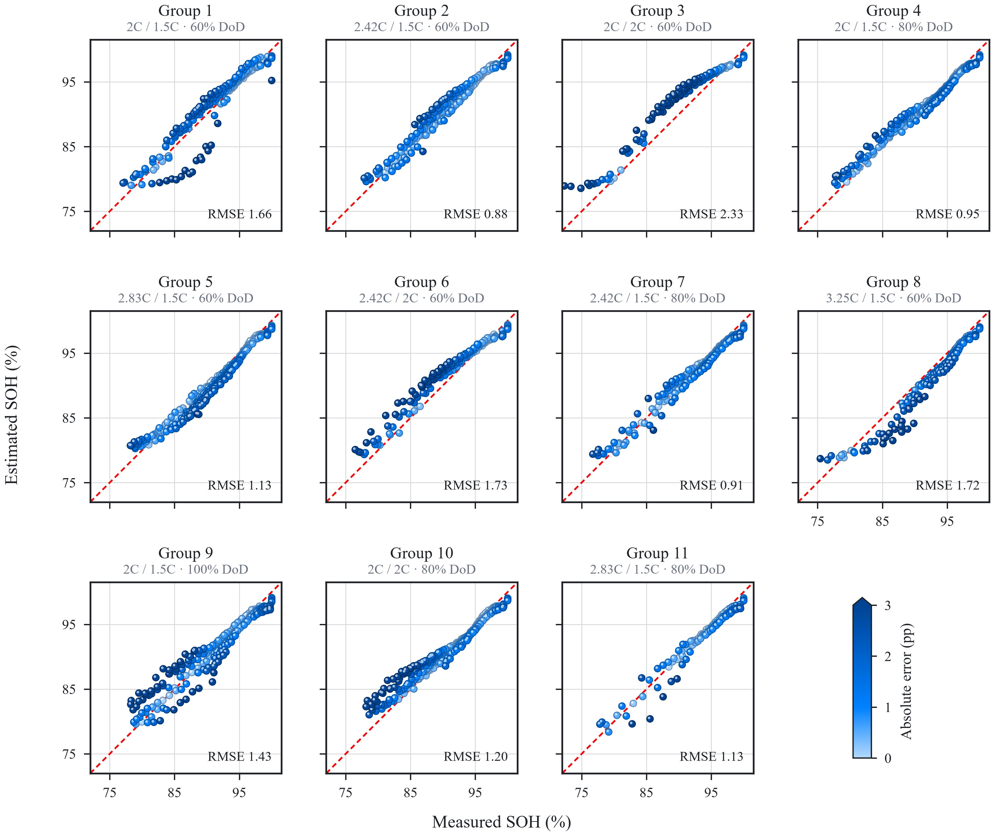 Group 1
2C / 1.5C · 60% DoD
Group 2
2.42C / 1.5C · 60% DoD
Group 3
2C / 2C · 60% DoD
Group 4
2C / 1.5C · 80% DoD
95
85
75
RMSE 1.66
RMSE 0.88
RMSE 2.33
RMSE 0.95
Group 5
2.83C / 1.5C · 60% DoD
Group 6
2.42C / 2C · 60% DoD
Group 7
2.42C / 1.5C · 80% DoD
Group 8
3.25C / 1.5C · 60% DoD
Estimated SOH (%)
95
85
75
RMSE 1.13
RMSE 1.73
RMSE 0.91
RMSE 1.72
75 85 95
Group 9
2C / 1.5C · 100% DoD
Group 10
2C / 2C · 80% DoD
Group 11
2.83C / 1.5C · 80% DoD
95
85
75
RMSE 1.43
RMSE 1.20
RMSE 1.13
75 85 95
75 85 95
75 85 95
3
2
1
0
Absolute error (pp)
Measured SOH (%)